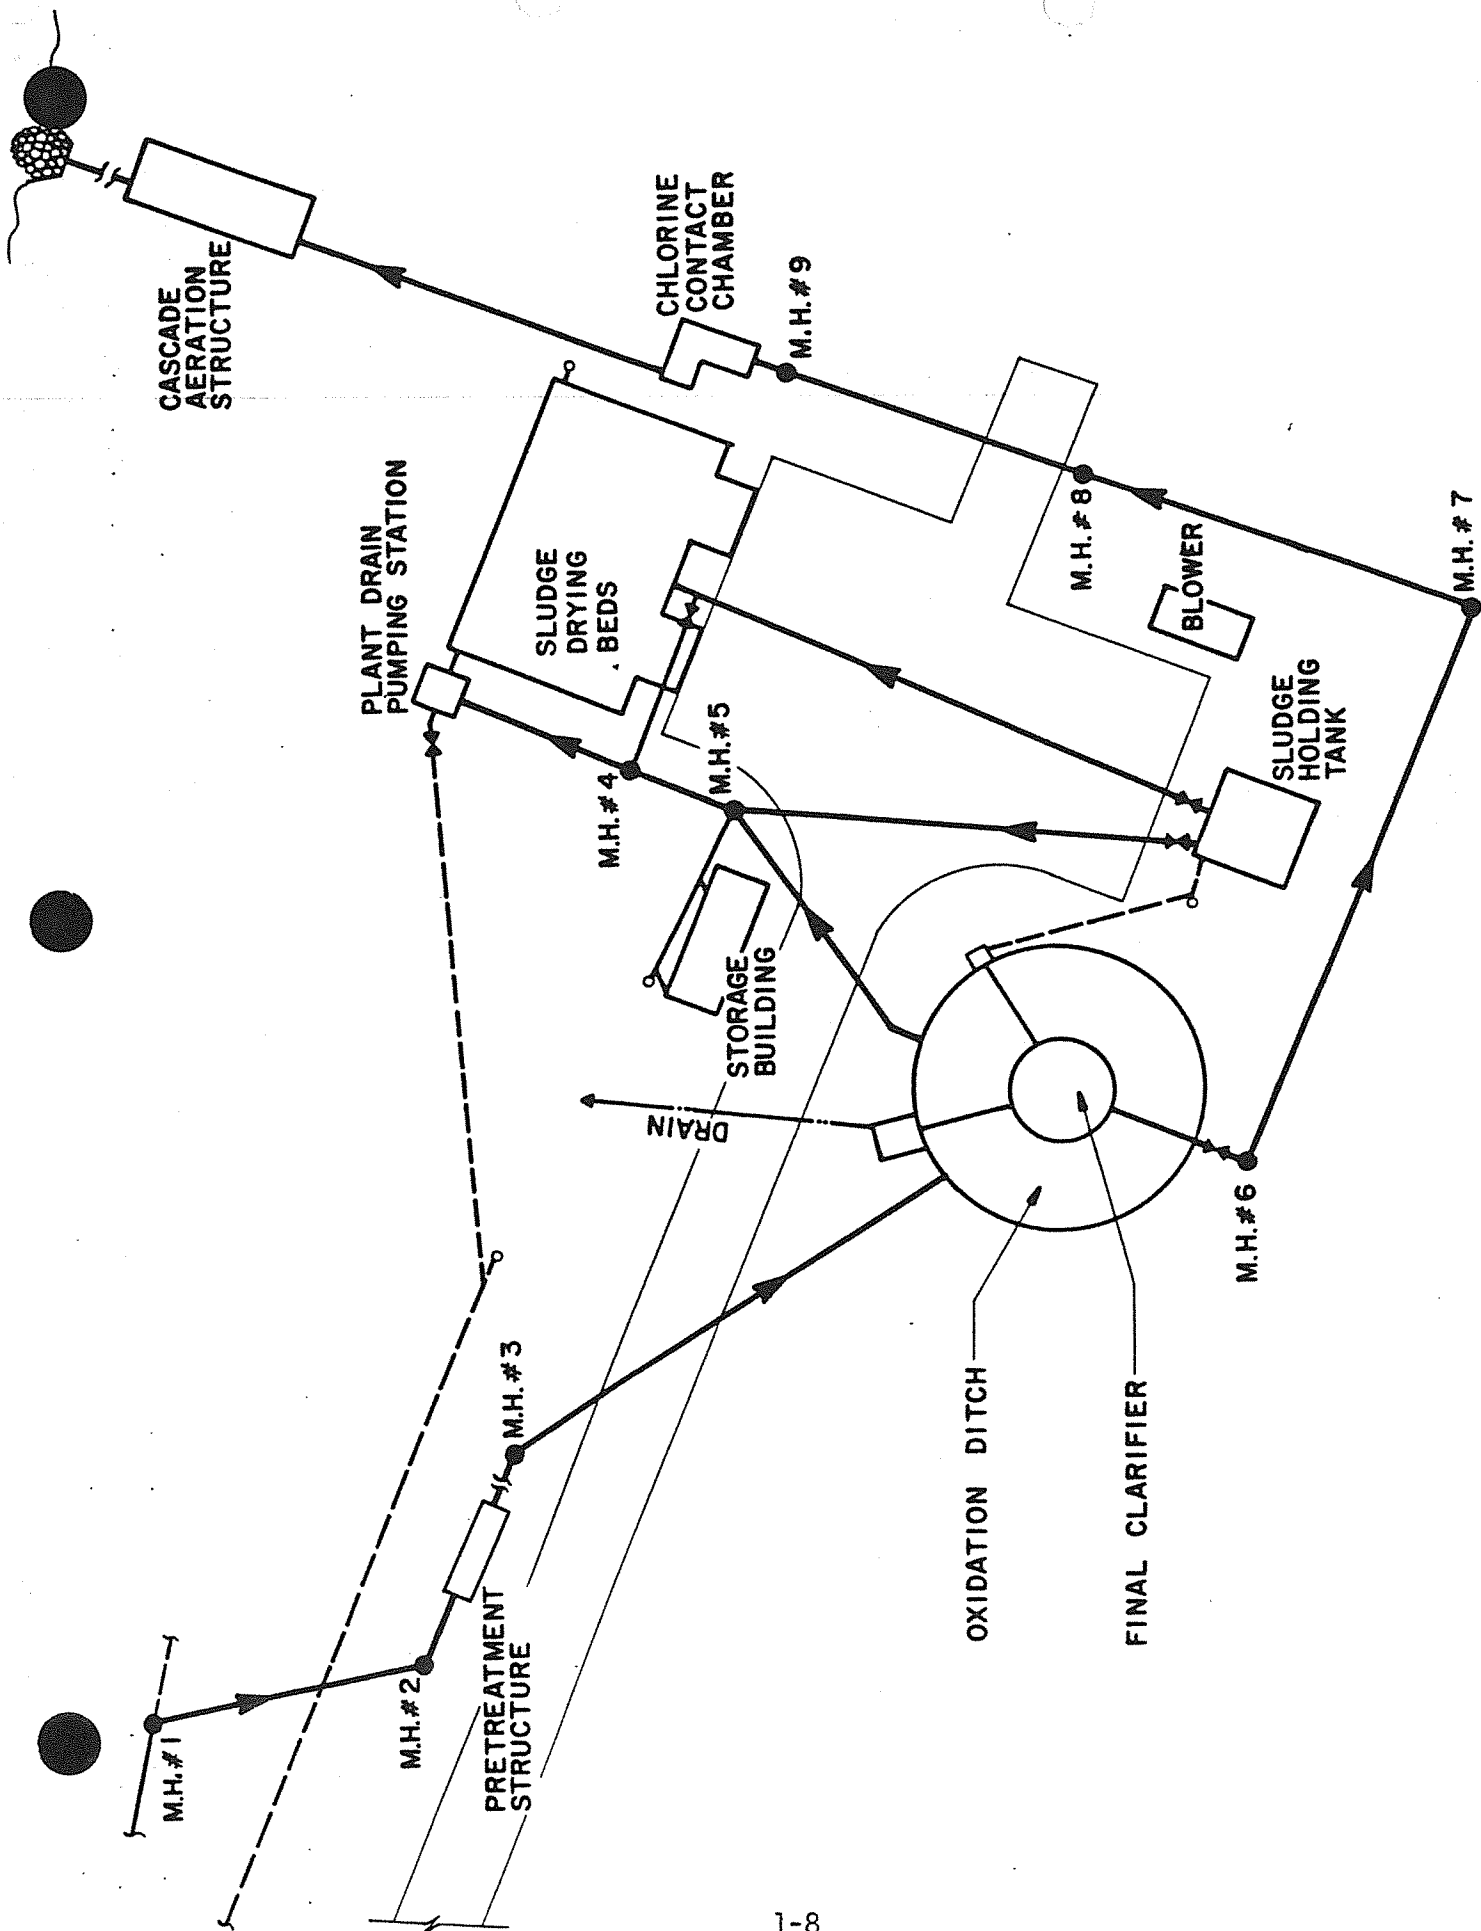 CASCADE
AERATION
STRUCTURE
CHLORINE
CONTACT
CHAMBER
M.H.#9
PLANT DRAIN
PUMPING STATION
SLUDGE
DRYING
BEDS
M.H.#8
BLOWER
M.H.#7
M.H.#4
M.H.#5
SLUDGE
HOLDING
TANK
STORAGE
BUILDING
DRAIN
M.H.#6
M.H.#3
OXIDATION DITCH
FINAL CLARIFIER
M.H.#1
M.H.#2
PRETREATMENT
STRUCTURE
1-8